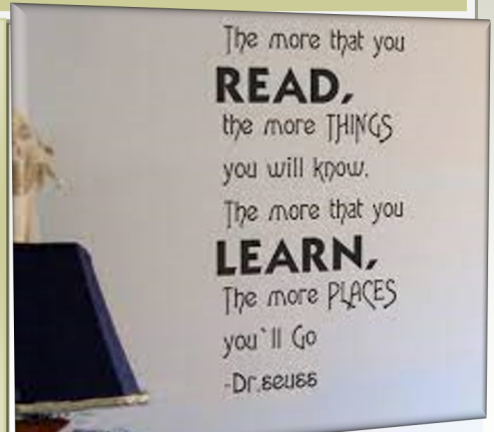 The more that you
READ,
the more THINGS
you will know.
The more that you
LEARN,
The more PLACES
you`ll Go
-Dr.seuss